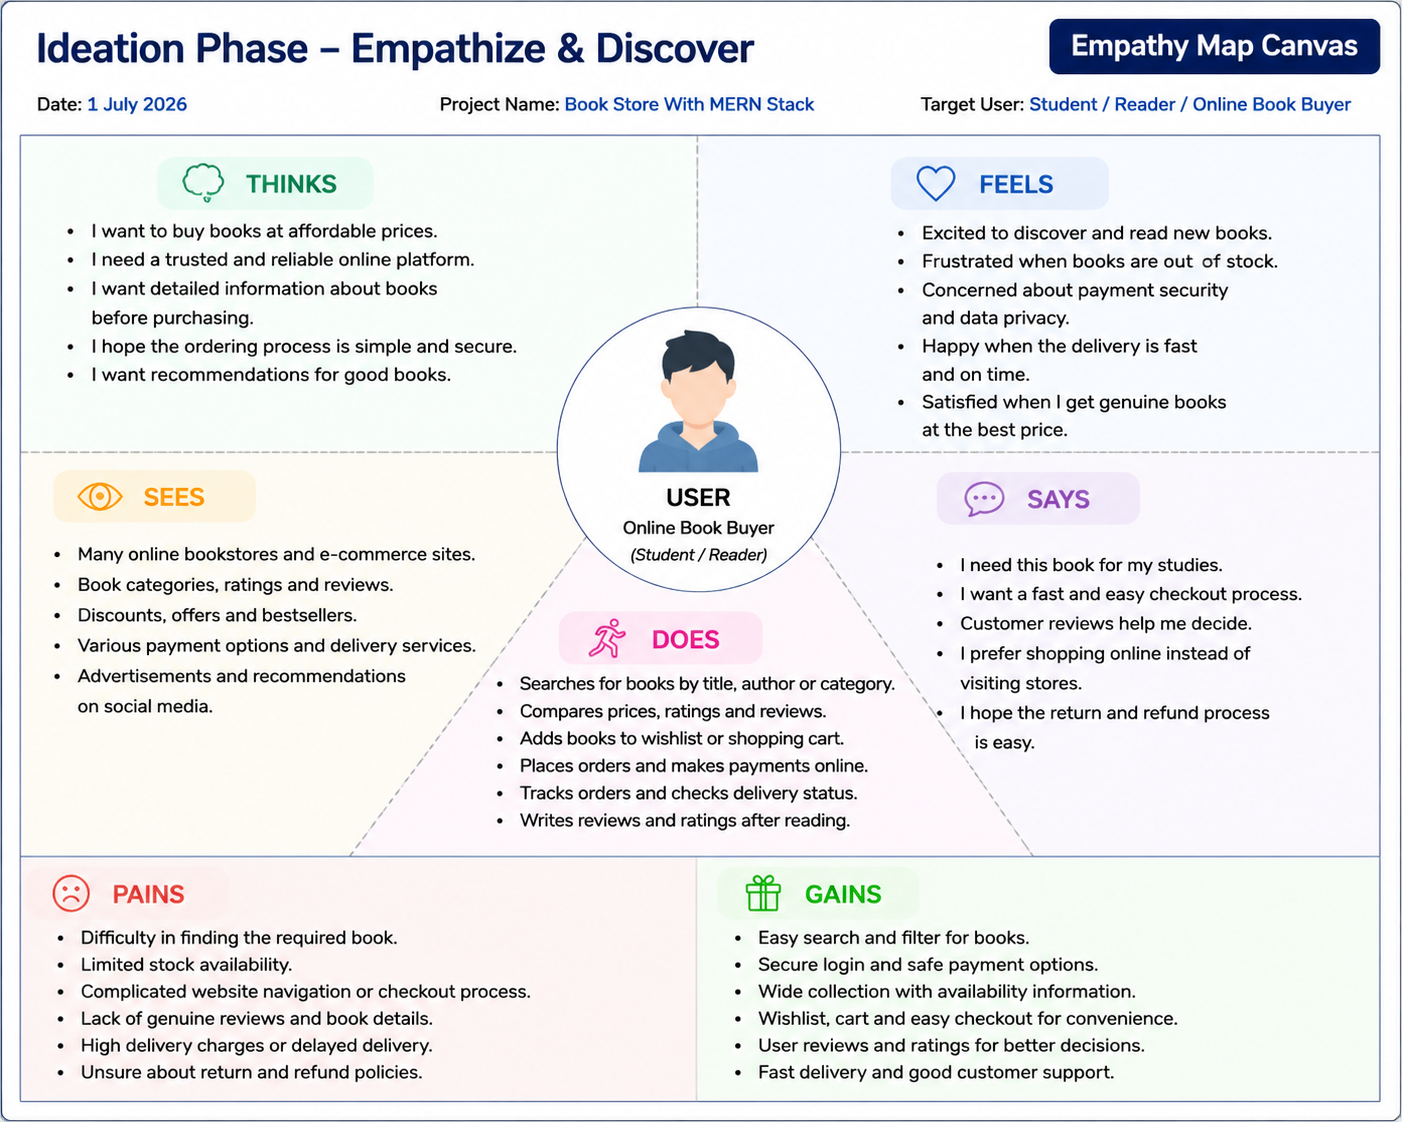 Ideation Phase – Empathize & Discover
Empathy Map Canvas
Date: 1 July 2026
Project Name: Book Store With MERN Stack
Target User: Student / Reader / Online Book Buyer
THINKS
• I want to buy books at affordable prices.
• I need a trusted and reliable online platform.
• I want detailed information about books
before purchasing.
• I hope the ordering process is simple and secure.
• I want recommendations for good books.
FEELS
• Excited to discover and read new books.
• Frustrated when books are out of stock.
• Concerned about payment security
and data privacy.
• Happy when the delivery is fast
and on time.
• Satisfied when I get genuine books
at the best price.
USER
Online Book Buyer
(Student / Reader)
SEES
• Many online bookstores and e-commerce sites.
• Book categories, ratings and reviews.
• Discounts, offers and bestsellers.
• Various payment options and delivery services.
• Advertisements and recommendations
on social media.
DOES
• Searches for books by title, author or category.
• Compares prices, ratings and reviews.
• Adds books to wishlist or shopping cart.
• Places orders and makes payments online.
• Tracks orders and checks delivery status.
• Writes reviews and ratings after reading.
SAYS
• I need this book for my studies.
• I want a fast and easy checkout process.
• Customer reviews help me decide.
• I prefer shopping online instead of
visiting stores.
• I hope the return and refund process
is easy.
PAINS
• Difficulty in finding the required book.
• Limited stock availability.
• Complicated website navigation or checkout process.
• Lack of genuine reviews and book details.
• High delivery charges or delayed delivery.
• Unsure about return and refund policies.
GAINS
• Easy search and filter for books.
• Secure login and safe payment options.
• Wide collection with availability information.
• Wishlist, cart and easy checkout for convenience.
• User reviews and ratings for better decisions.
• Fast delivery and good customer support.